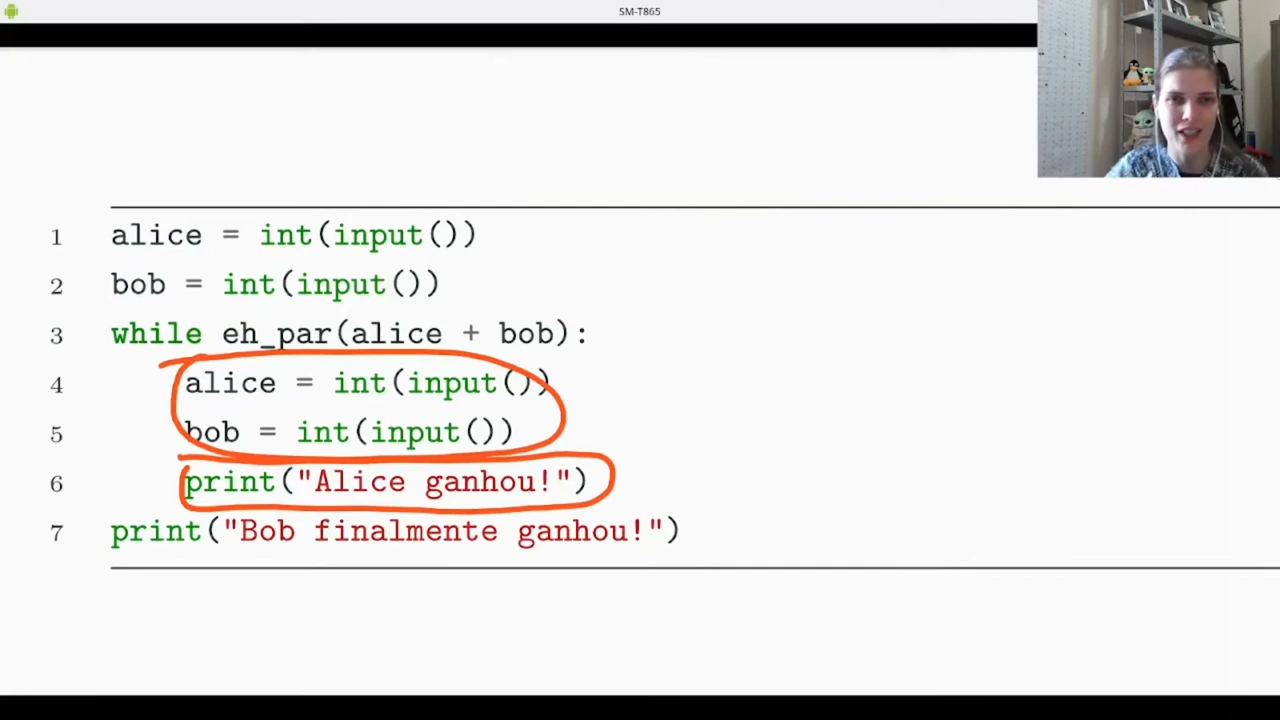 SM-T865
1 alice = int(input())
2 bob = int(input())
3 while eh_par(alice + bob):
4 alice = int(input())
5 bob = int(input())
6 print("Alice ganhou!")
7 print("Bob finalmente ganhou!")